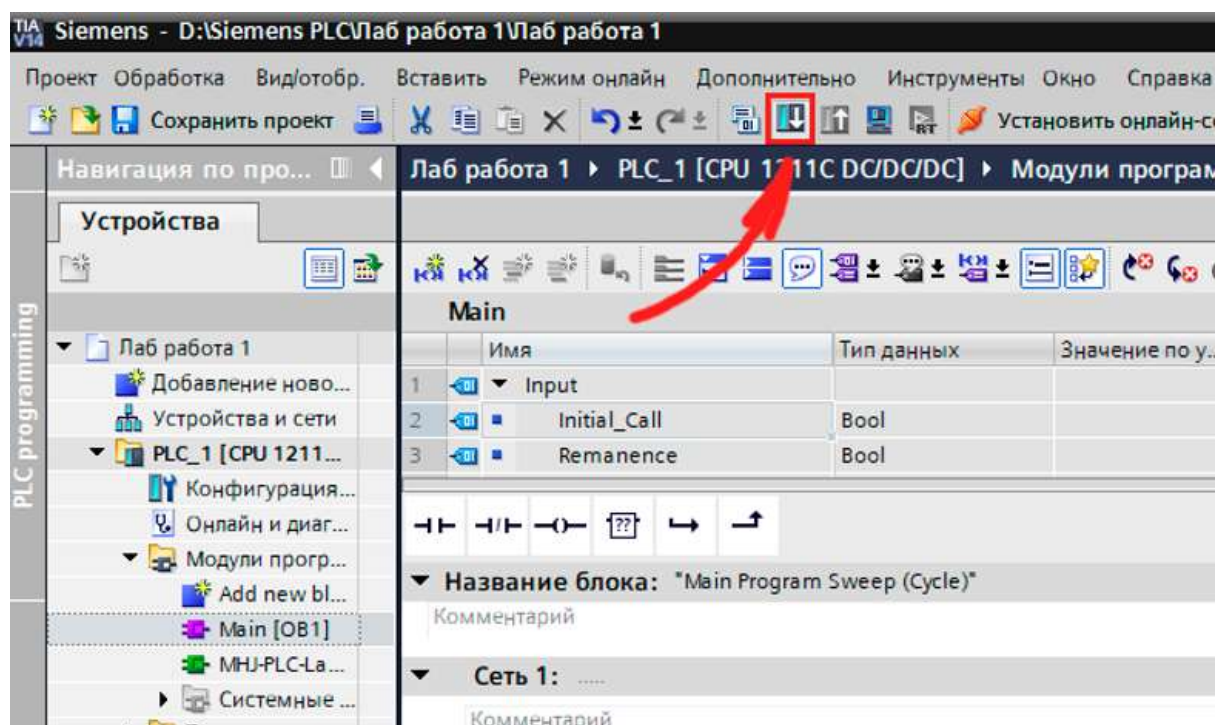 TIA V14 Siemens - D:\Siemens PLC\Лаб работа 1\Лаб работа 1
Проект Обработка Вид/отобр. Вставить Режим онлайн Дополнительно Инструменты Окно Справка
Сохранить проект RT Установить онлайн-с
Навигация по про... Лаб работа 1 PLC_1 [CPU 1211C DC/DC/DC] Модули програм
Устройства
PLC programming
Main
Имя Тип данных Значение по у...
1 Input
2 Initial_Call Bool
3 Remanence Bool
Лаб работа 1
Добавление ново...
Устройства и сети
PLC_1 [CPU 1211...
Конфигурация...
Онлайн и диаг...
Модули прогр...
Add new bl...
Main [OB1]
MHJ-PLC-La...
Системные ...
??
Название блока: "Main Program Sweep (Cycle)"
Комментарий
Сеть 1: .....
Комментарий